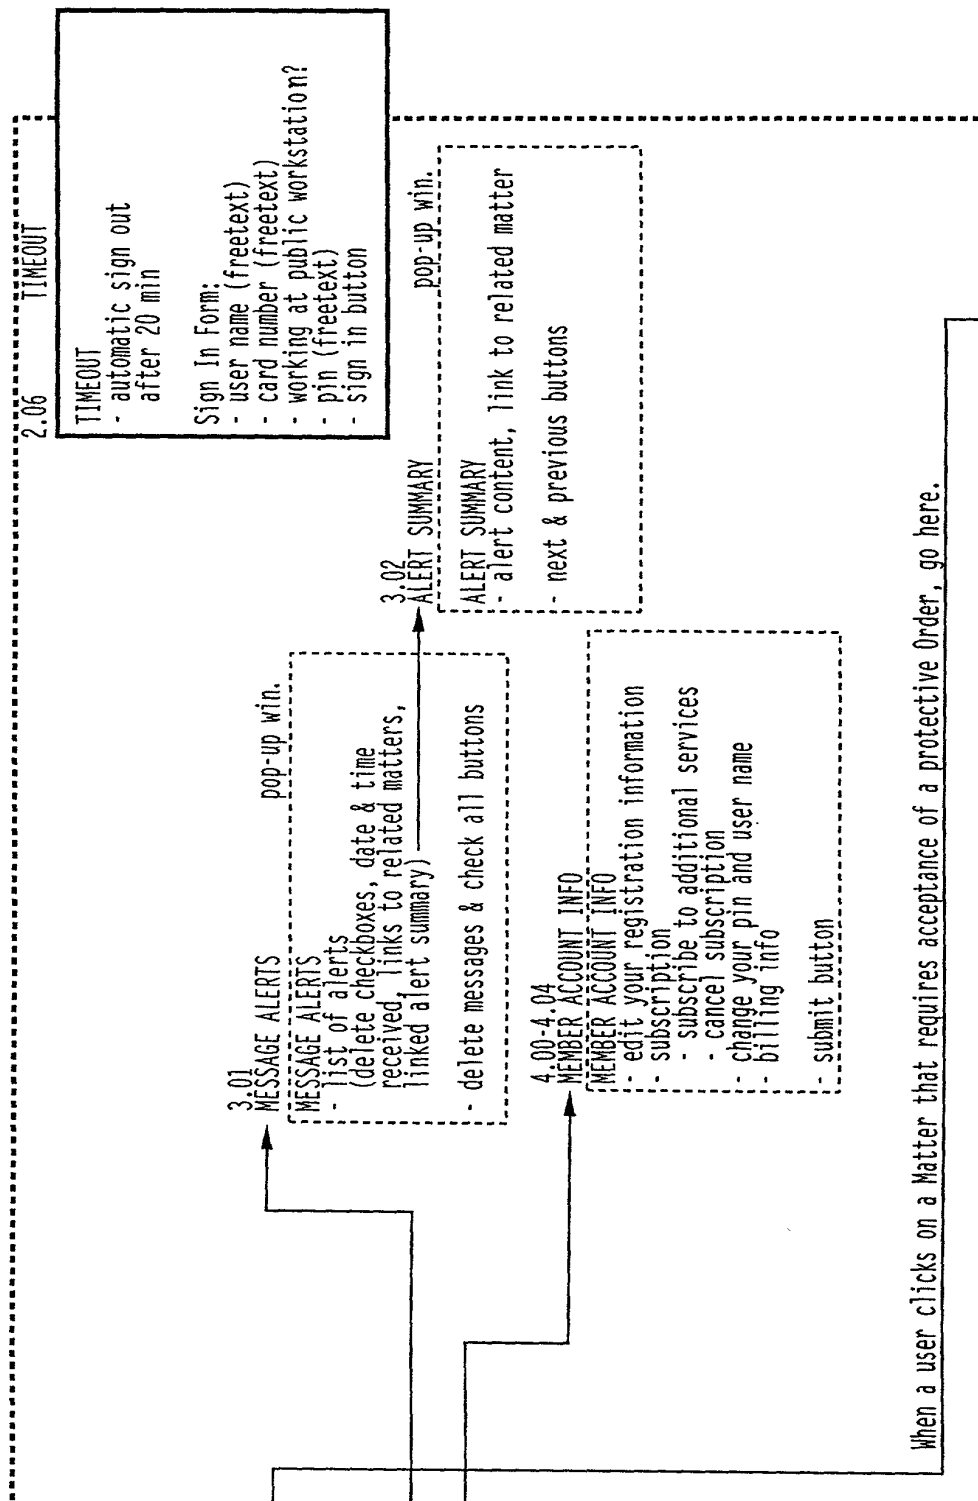 2.06 TIMEOUT
TIMEOUT
- automatic sign out
after 20 min
Sign In Form:
- user name (freetext)
- card number (freetext)
- working at public workstation?
- pin (freetext)
- sign in button
3.01
MESSAGE ALERTS
pop-up win.
MESSAGE ALERTS
- list of alerts
(delete checkboxes, date & time
received, links to related matters,
linked alert summary)
- delete messages & check all buttons
3.02
ALERT SUMMARY
pop-up win.
ALERT SUMMARY
- alert content, link to related matter
- next & previous buttons
4.00-4.04
MEMBER ACCOUNT INFO
MEMBER ACCOUNT INFO
- edit your registration information
- subscription
- subscribe to additional services
- cancel subscription
- change your pin and user name
- billing info
- submit button
When a user clicks on a Matter that requires acceptance of a protective Order, go here.